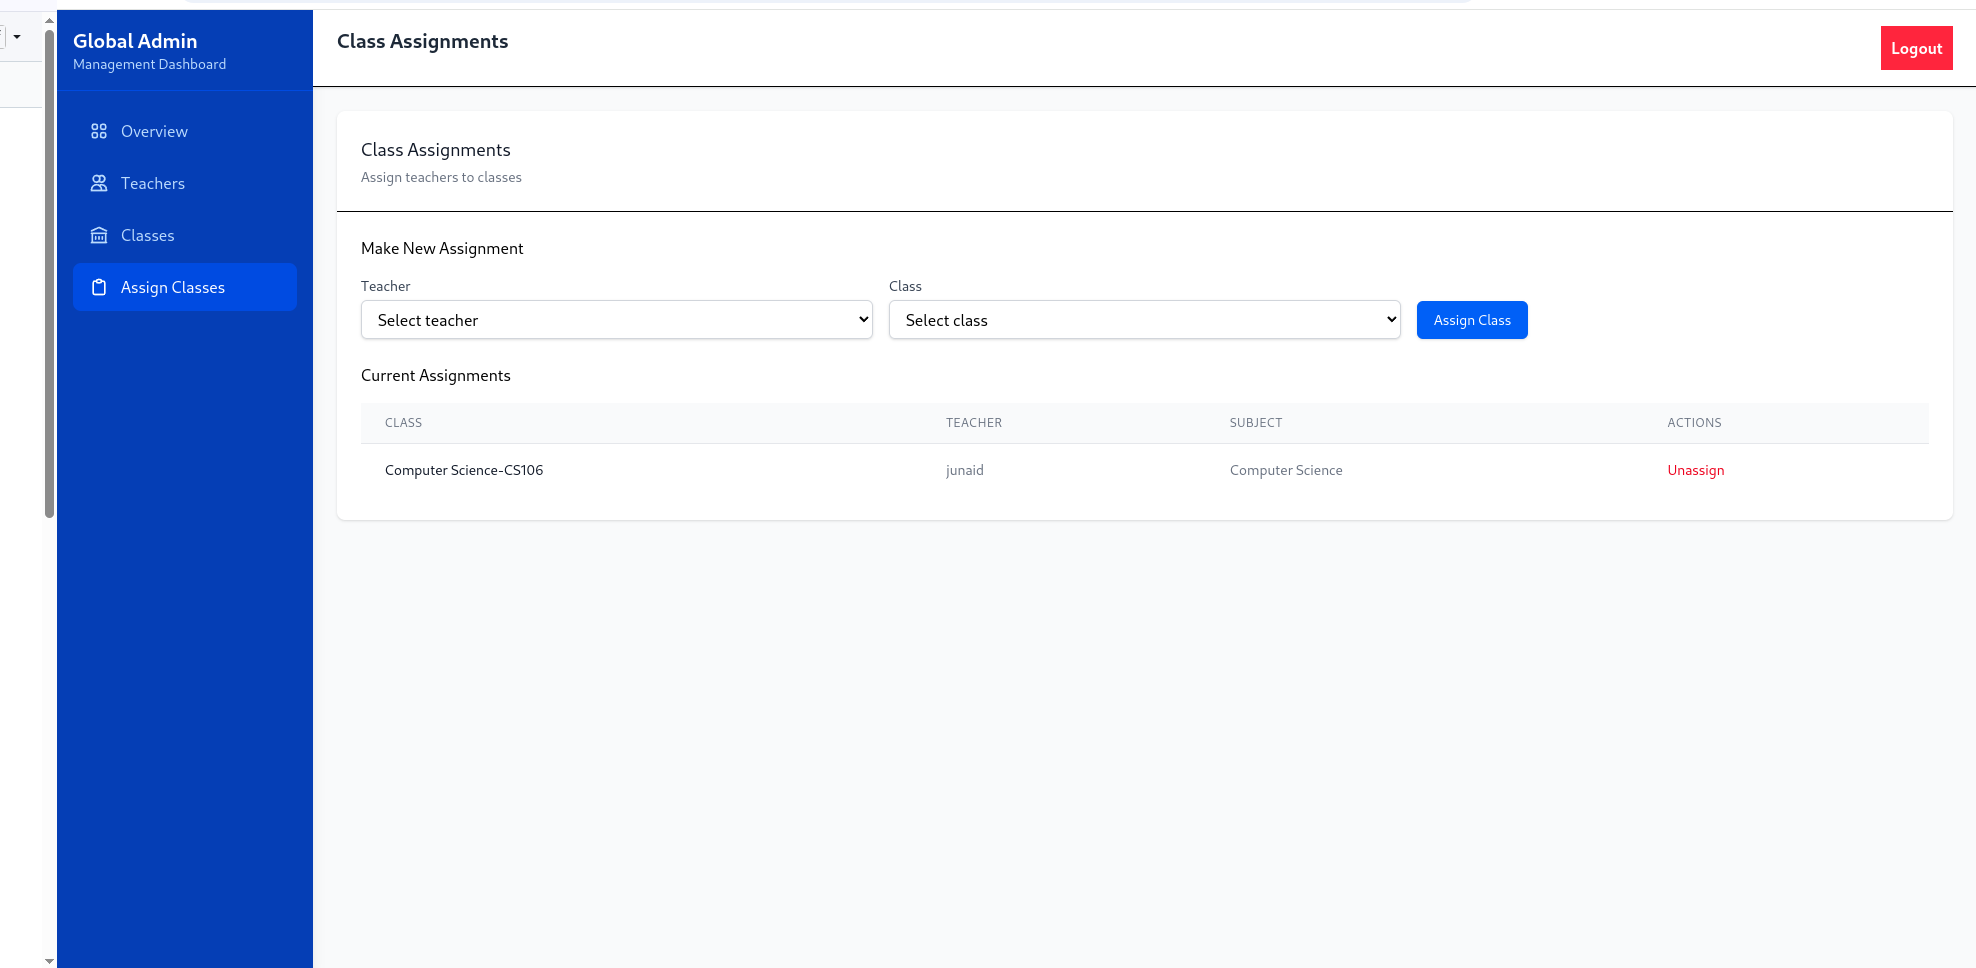 Global Admin
Management Dashboard
Overview
Teachers
Classes
Assign Classes
Class Assignments
Logout
Class Assignments
Assign teachers to classes
Make New Assignment
Teacher Class
Select teacher Select class Assign Class
Current Assignments
CLASS TEACHER SUBJECT ACTIONS
Computer Science-CS106 junaid Computer Science Unassign